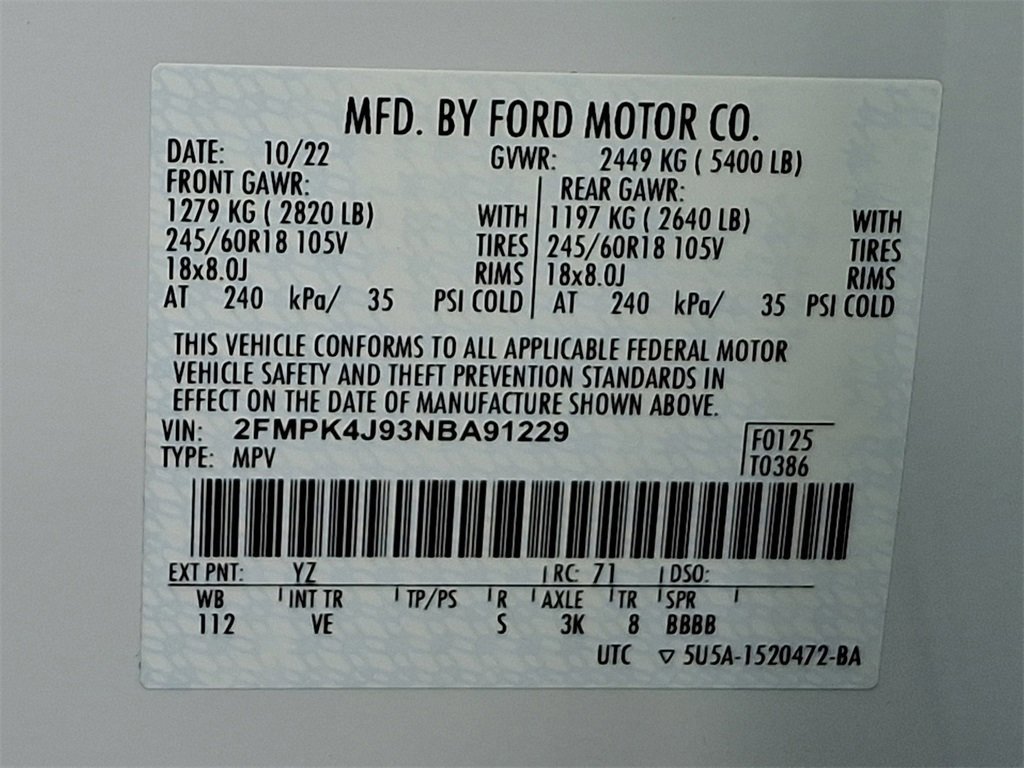 MFD. BY FORD MOTOR CO.
DATE: 10/22 GVWR: 2449 KG ( 5400 LB)
FRONT GAWR: REAR GAWR:
1279 KG ( 2820 LB) WITH 1197 KG ( 2640 LB) WITH
245/60R18 105V TIRES 245/60R18 105V TIRES
18x8.0J RIMS 18x8.0J RIMS
AT 240 kPa/ 35 PSI COLD AT 240 kPa/ 35 PSI COLD
THIS VEHICLE CONFORMS TO ALL APPLICABLE FEDERAL MOTOR
VEHICLE SAFETY AND THEFT PREVENTION STANDARDS IN
EFFECT ON THE DATE OF MANUFACTURE SHOWN ABOVE.
VIN: 2FMPK4J93NBA91229 F0125
TYPE: MPV T0386
EXT PNT: YZ RC: 71 DSO:
WB INT TR TP/PS R AXLE TR SPR
112 VE S 3K 8 BBBB
UTC ▽ 5U5A-1520472-BA